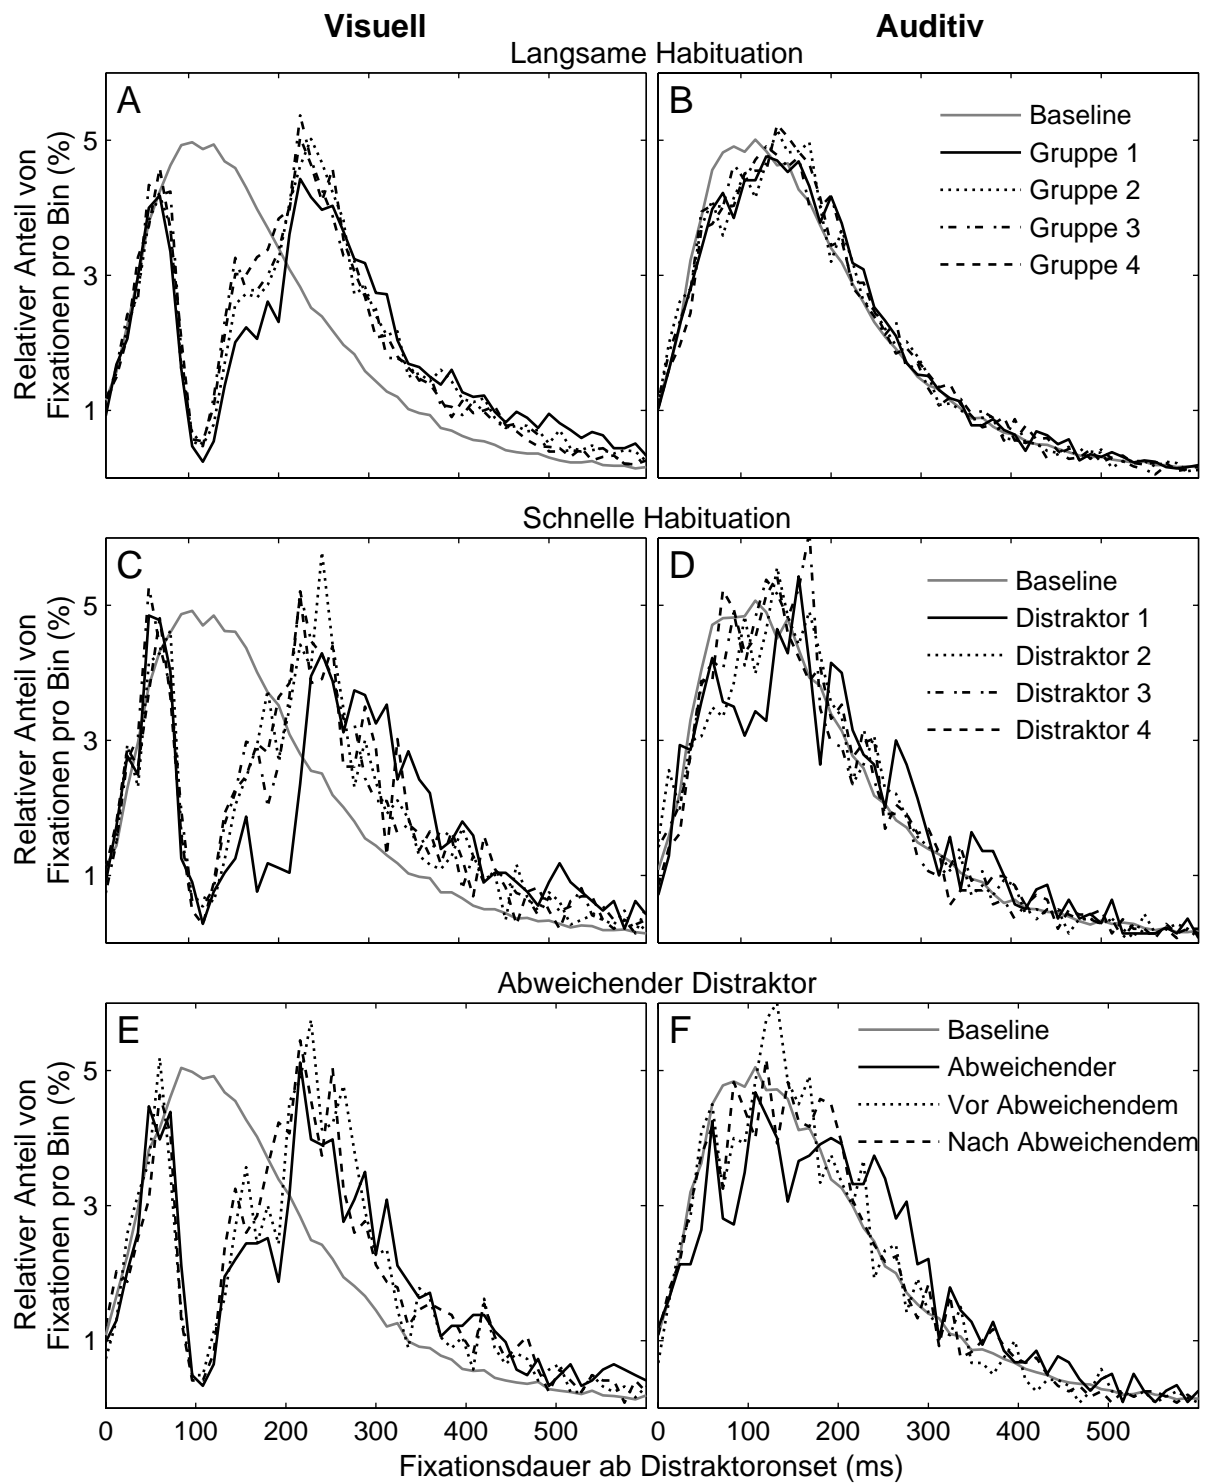 Visuell
Auditiv
Langsame Habituation
A
B
Baseline
Gruppe 1
Gruppe 2
Gruppe 3
Gruppe 4
5
3
1
Relativer Anteil von
Fixationen pro Bin (%)
Schnelle Habituation
C
D
Baseline
Distraktor 1
Distraktor 2
Distraktor 3
Distraktor 4
5
3
1
Relativer Anteil von
Fixationen pro Bin (%)
Abweichender Distraktor
E
F
Baseline
Abweichender
Vor Abweichendem
Nach Abweichendem
5
3
1
Relativer Anteil von
Fixationen pro Bin (%)
0 100 200 300 400 500 0 100 200 300 400 500
Fixationsdauer ab Distraktoronset (ms)